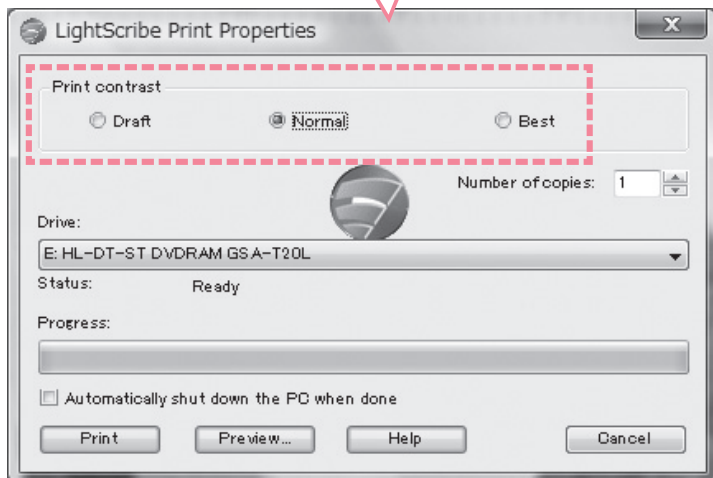 LightScribe Print Properties
Print contrast
Draft Normal Best
Number of copies: 1
Drive:
E: HL-DT-ST DVDRAM GSA-T20L
Status: Ready
Progress:
Automatically shut down the PC when done
Print Preview... Help Cancel